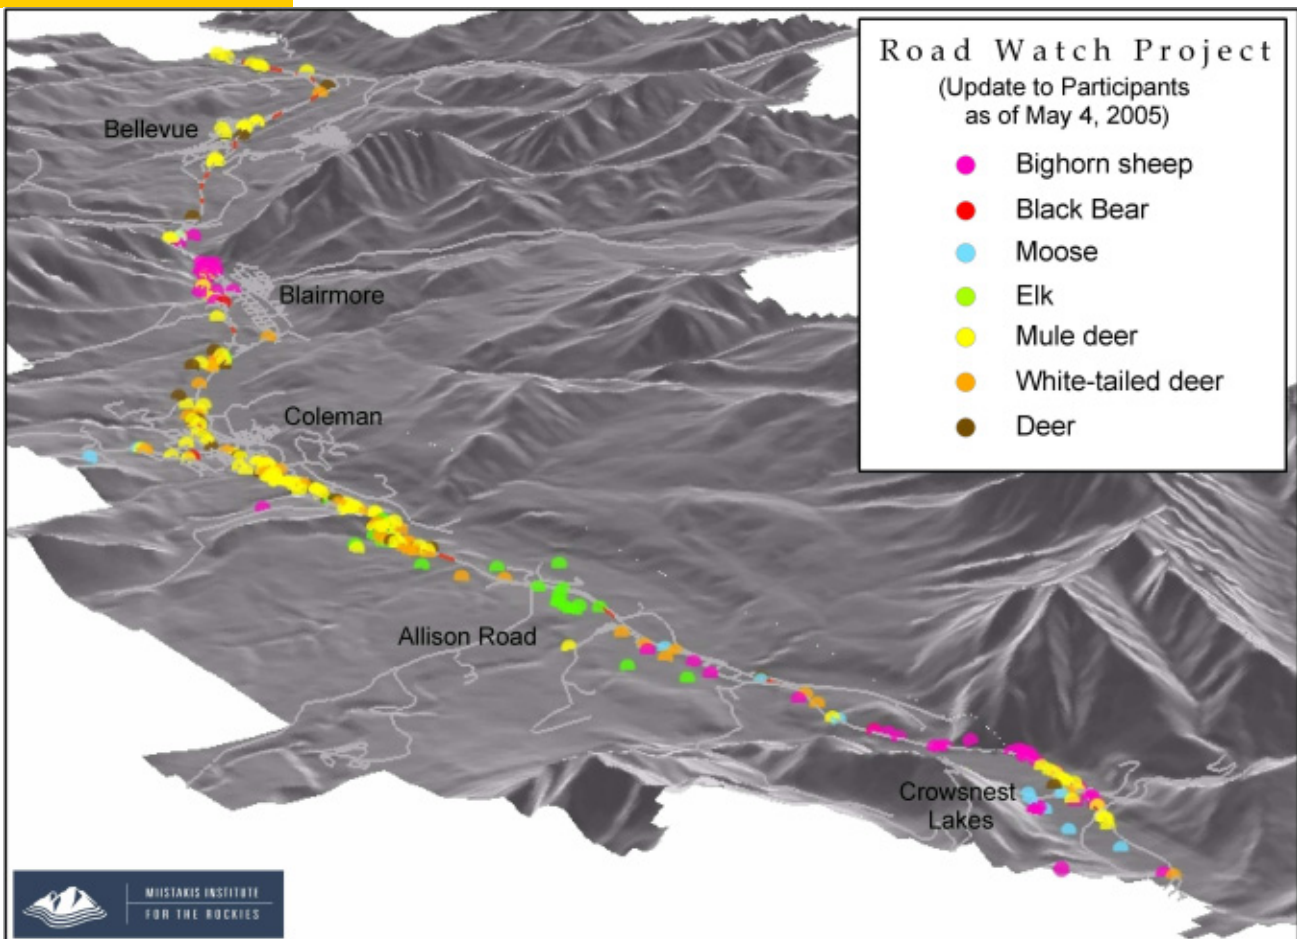 Road Watch Project
(Update to Participants
as of May 4, 2005)
Bighorn sheep
Black Bear
Moose
Elk
Mule deer
White-tailed deer
Deer
Bellevue
Blairmore
Coleman
Allison Road
Crowsnest
Lakes
MIISTAKIS INSTITUTE
FOR THE ROCKIES